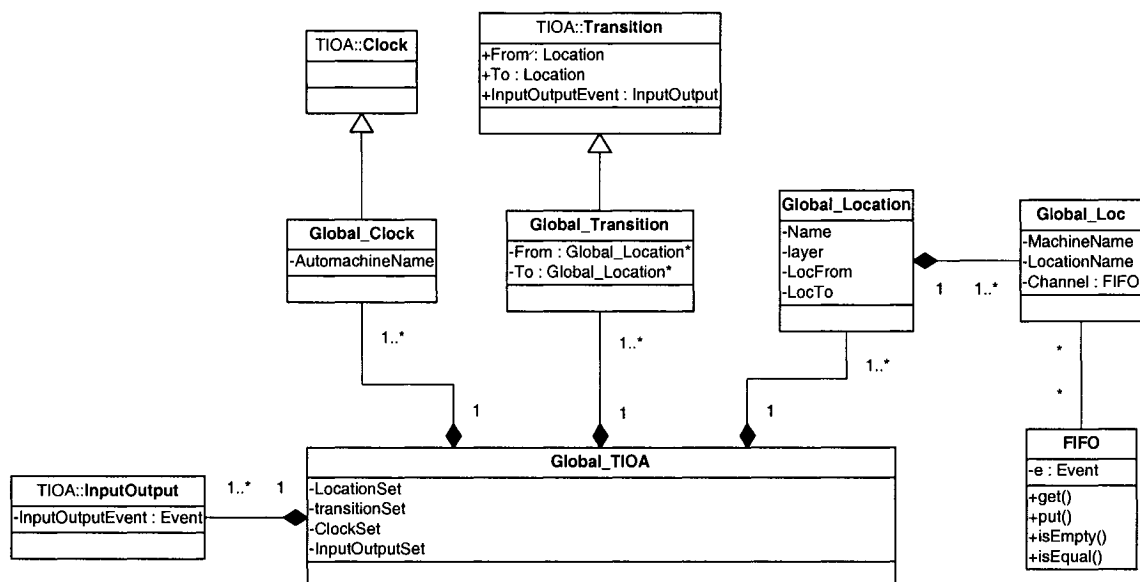 TIOA::Transition
+From : Location
+To : Location
+InputOutputEvent : InputOutput
TIOA::Clock
Global_Clock
-AutomachineName
Global_Transition
-From : Global_Location*
-To : Global_Location*
Global_Location
-Name
-layer
-LocFrom
-LocTo
Global_Loc
-MachineName
-LocationName
-Channel : FIFO
1
1..*
1..*
1..*
1..*
*
*
1
1
1
FIFO
-e : Event
+get()
+put()
+isEmpty()
+isEqual()
Global_TIOA
-LocationSet
-transitionSet
-ClockSet
-InputOutputSet
TIOA::InputOutput
-InputOutputEvent : Event
1..*
1